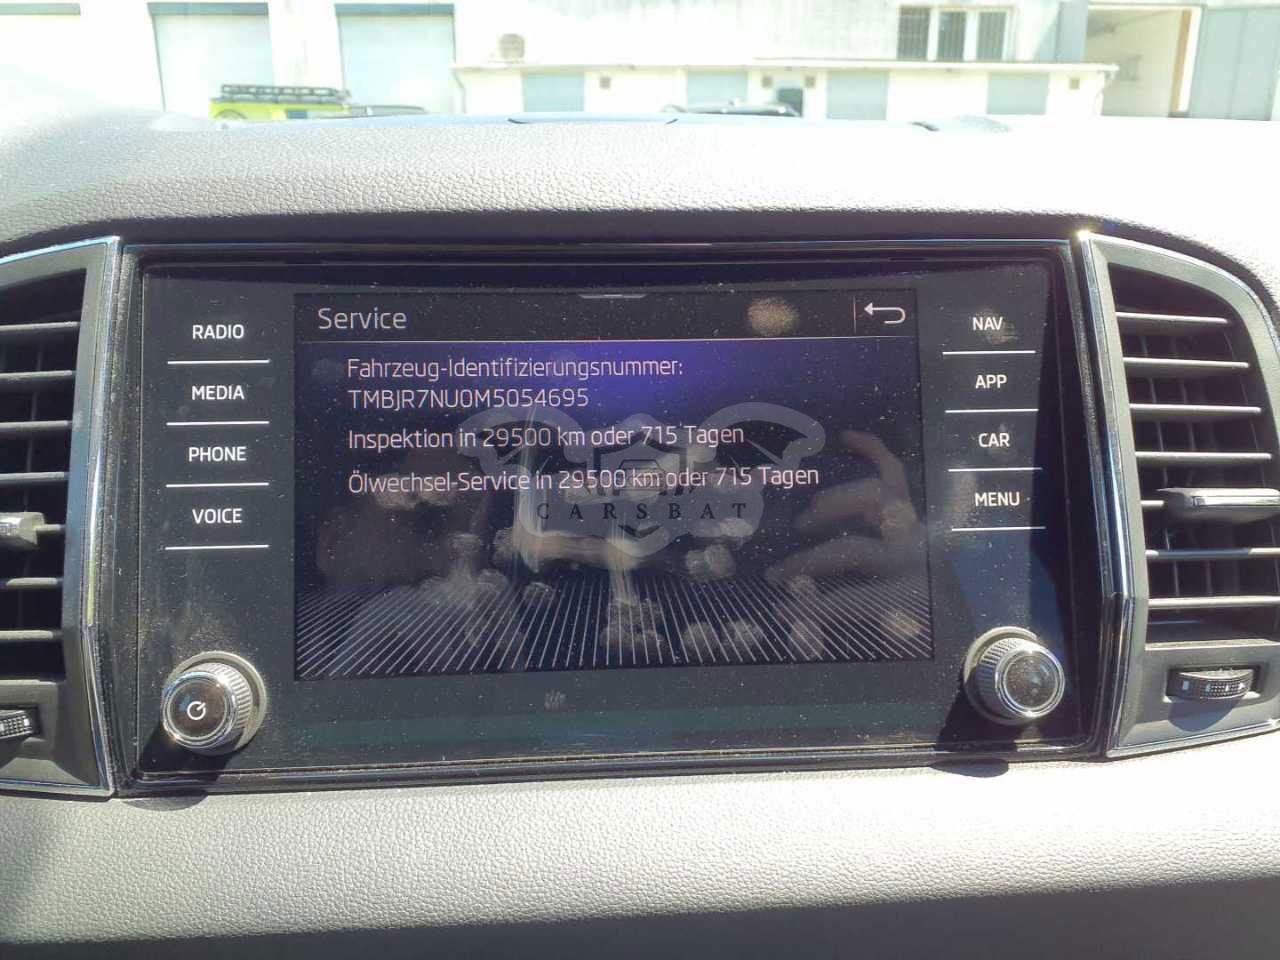 Service
Fahrzeug-Identifizierungsnummer:
TMBJR7NU0M5054695
Inspektion in 29500 km oder 715 Tagen
Ölwechsel-Service in 29500 km oder 715 Tagen
RADIO
MEDIA
PHONE
VOICE
NAV
APP
CAR
MENU
CARSBAT